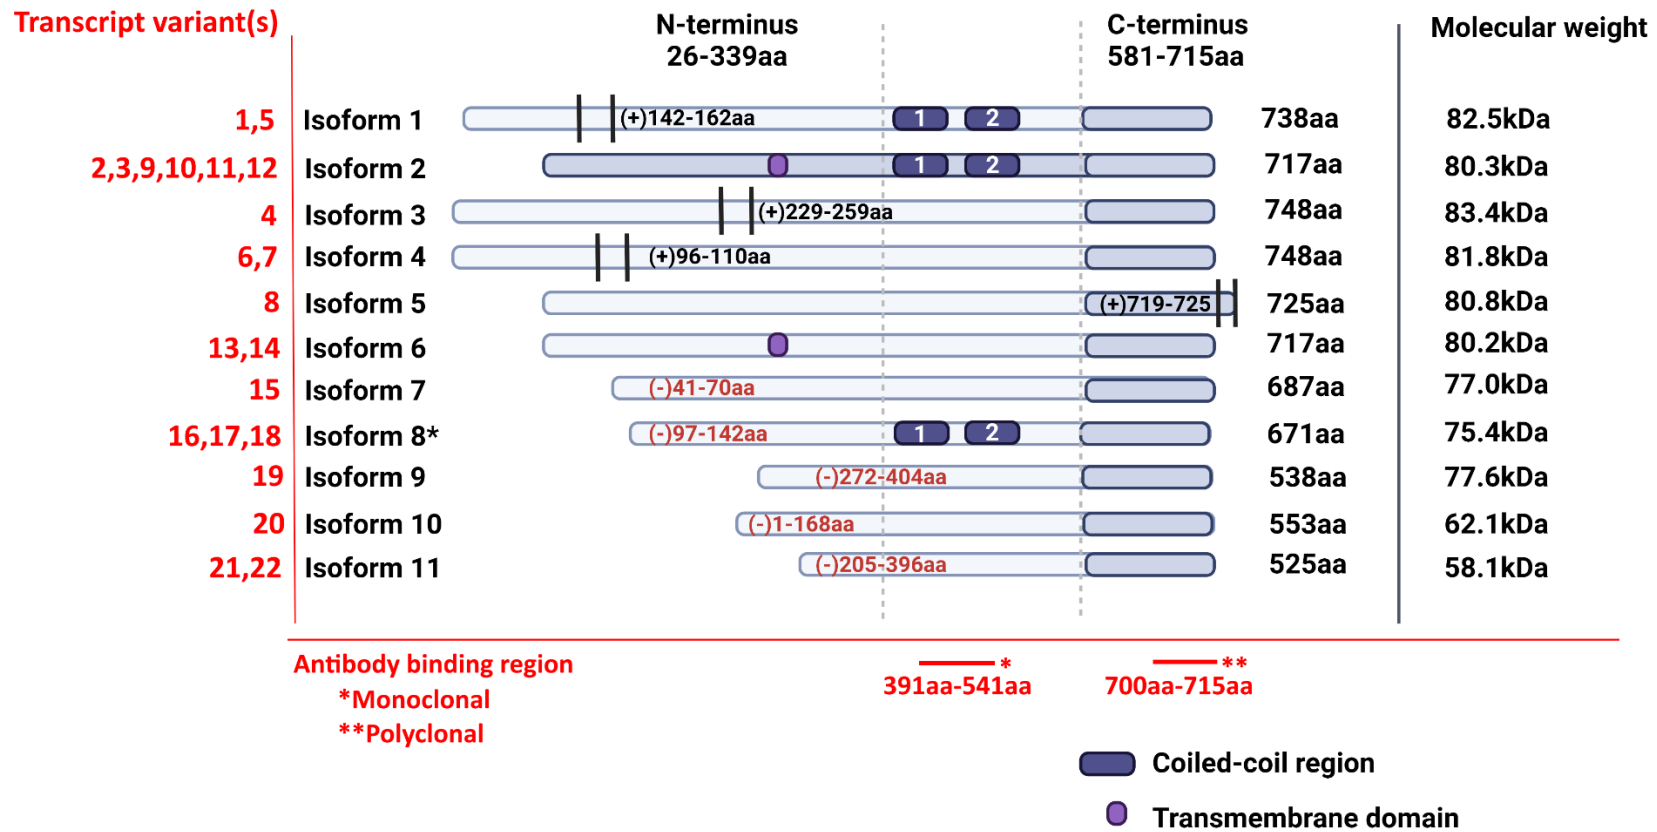 Transcript variant(s) N-terminus C-terminus Molecular weight
26-339aa 581-715aa
1,5 Isoform 1 (+)142-162aa 1 2 738aa 82.5kDa
2,3,9,10,11,12 Isoform 2 1 2 717aa 80.3kDa
4 Isoform 3 (+)229-259aa 748aa 83.4kDa
6,7 Isoform 4 (+)96-110aa 748aa 81.8kDa
8 Isoform 5 (+)719-725 725aa 80.8kDa
13,14 Isoform 6 717aa 80.2kDa
15 Isoform 7 (-)41-70aa 687aa 77.0kDa
16,17,18 Isoform 8* (-)97-142aa 1 2 671aa 75.4kDa
19 Isoform 9 (-)272-404aa 538aa 77.6kDa
20 Isoform 10 (-)1-168aa 553aa 62.1kDa
21,22 Isoform 11 (-)205-396aa 525aa 58.1kDa
Antibody binding region * **
*Monoclonal 391aa-541aa 700aa-715aa
**Polyclonal
Coiled-coil region
Transmembrane domain